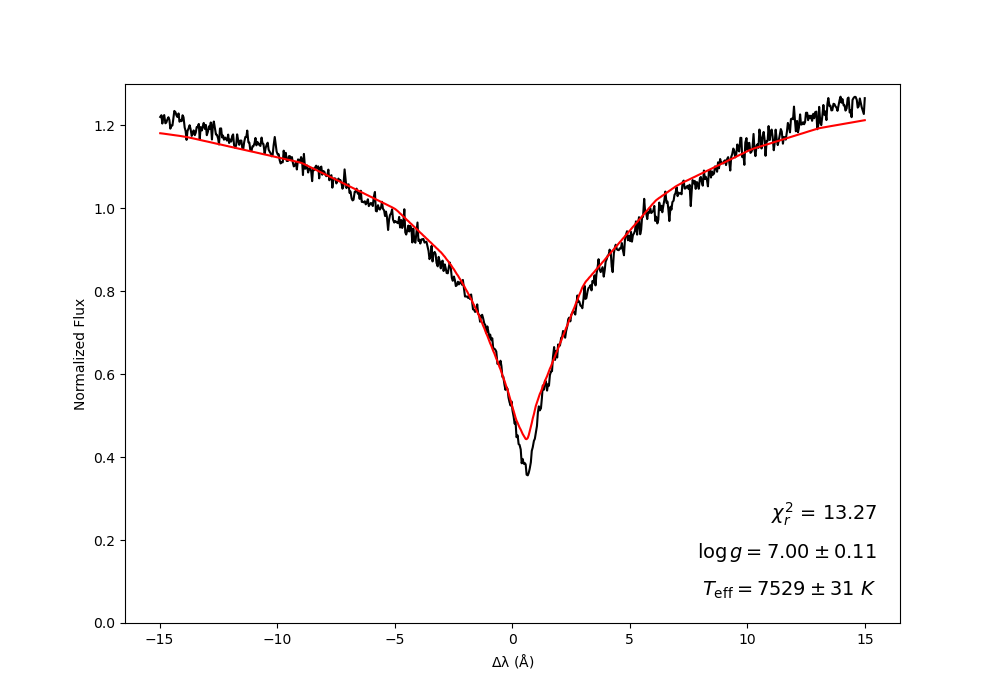 1.2
1.0
0.8
0.6
0.4
0.2
0.0
Normalized Flux
χ²ᵣ = 13.27
log g = 7.00 ± 0.11
T_eff = 7529 ± 31 K
−15 −10 −5 0 5 10 15
Δλ (Å)